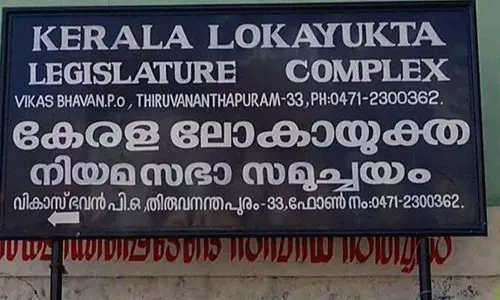 KERALA LOKAYUKTA
LEGISLATURE COMPLEX
VIKAS BHAVAN.P.o, THIRUVANANTHAPURAM-33, PH:0471-2300362.
കേരള ലോകായുക്ത
നിയമസഭാ സമുച്ചയം
വികാസ് ഭവൻ പി.ഒ, തിരുവനന്തപുരം-33, ഫോൺ നം:0471-2300362.